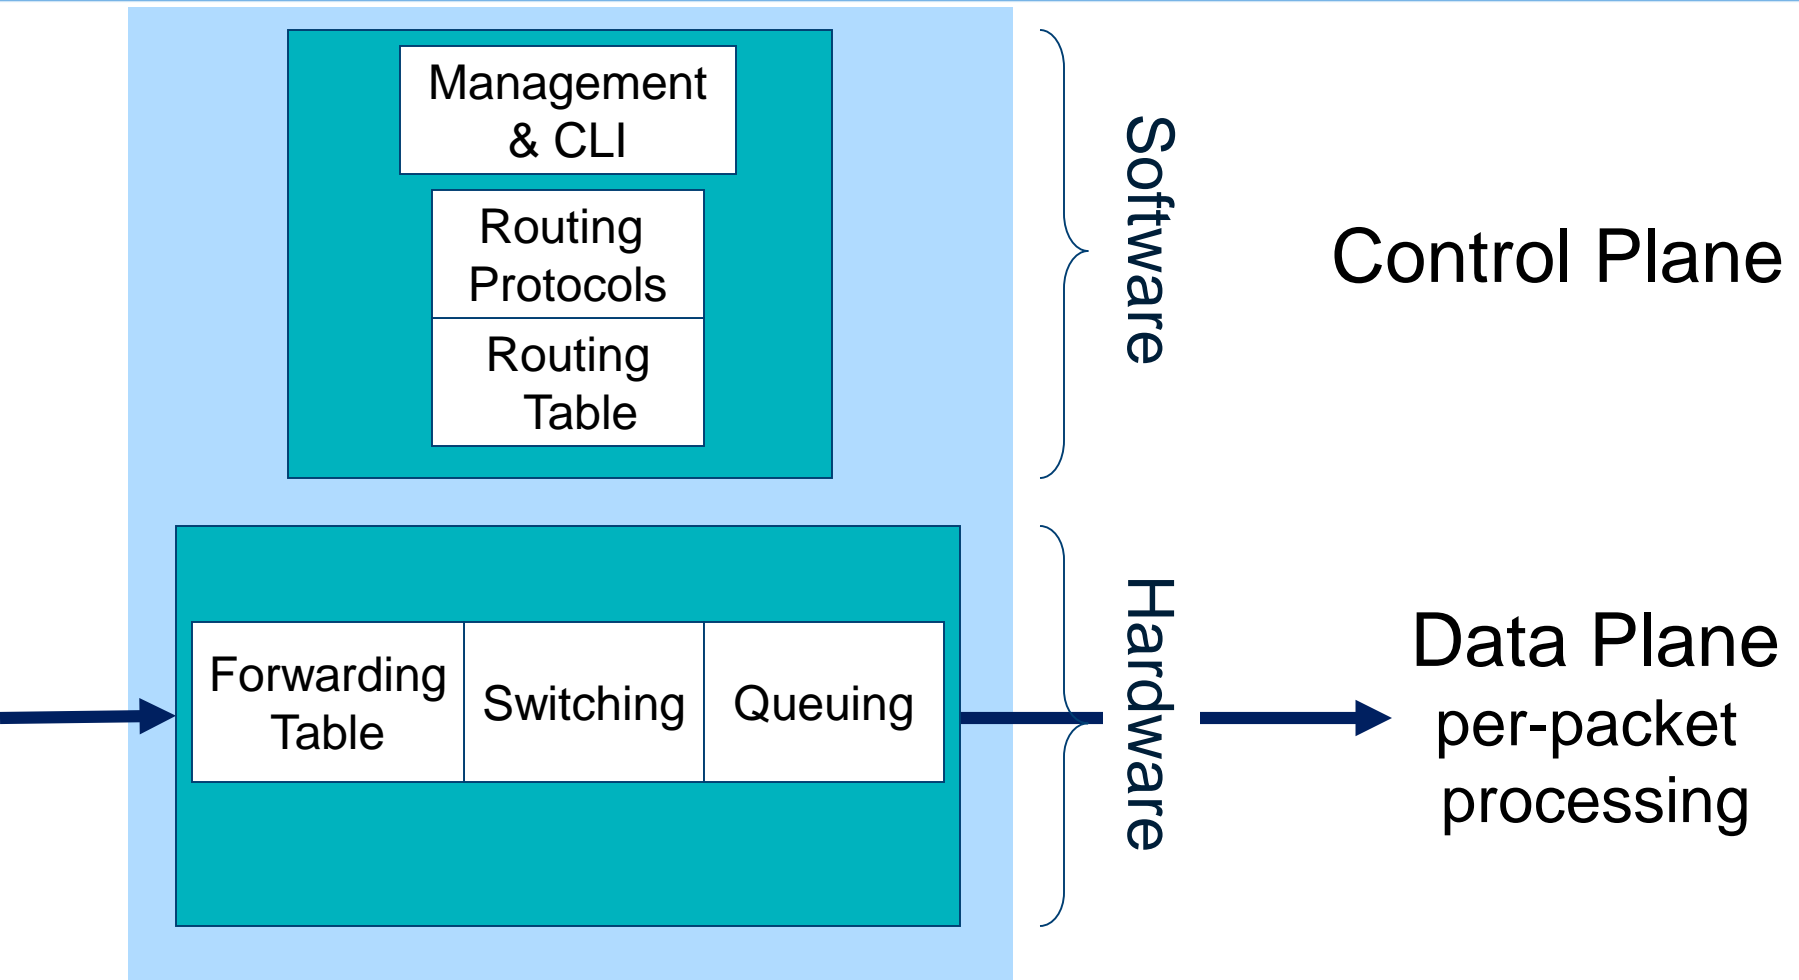 Management
& CLI
Routing
Protocols
Routing
Table
Software
Control Plane
Forwarding
Table
Switching
Queuing
Hardware
Data Plane
per-packet
processing